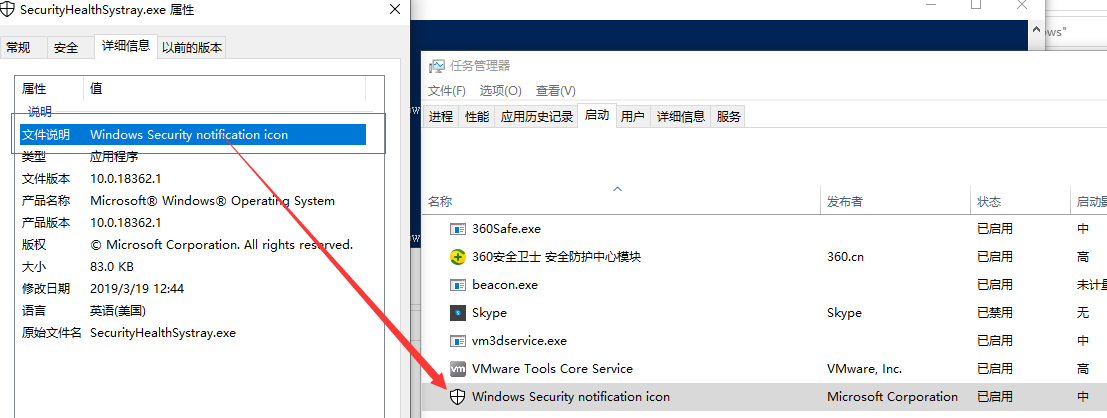 SecurityHealthSystray.exe 属性
常规
安全
详细信息
以前的版本
属性
值
说明
文件说明
Windows Security notification icon
类型
应用程序
文件版本
10.0.18362.1
产品名称
Microsoft® Windows® Operating System
产品版本
10.0.18362.1
版权
© Microsoft Corporation. All rights reserved.
大小
83.0 KB
修改日期
2019/3/19 12:44
语言
英语(美国)
原始文件名
SecurityHealthSystray.exe
ows"
任务管理器
文件(F)
选项(O)
查看(V)
进程
性能
应用历史记录
启动
用户
详细信息
服务
名称
发布者
状态
启动
360Safe.exe
已启用
中
360安全卫士 安全防护中心模块
360.cn
已启用
高
beacon.exe
已启用
未计量
Skype
Skype
已禁用
无
vm3dservice.exe
已启用
中
VMware Tools Core Service
VMware, Inc.
已启用
高
Windows Security notification icon
Microsoft Corporation
已启用
中